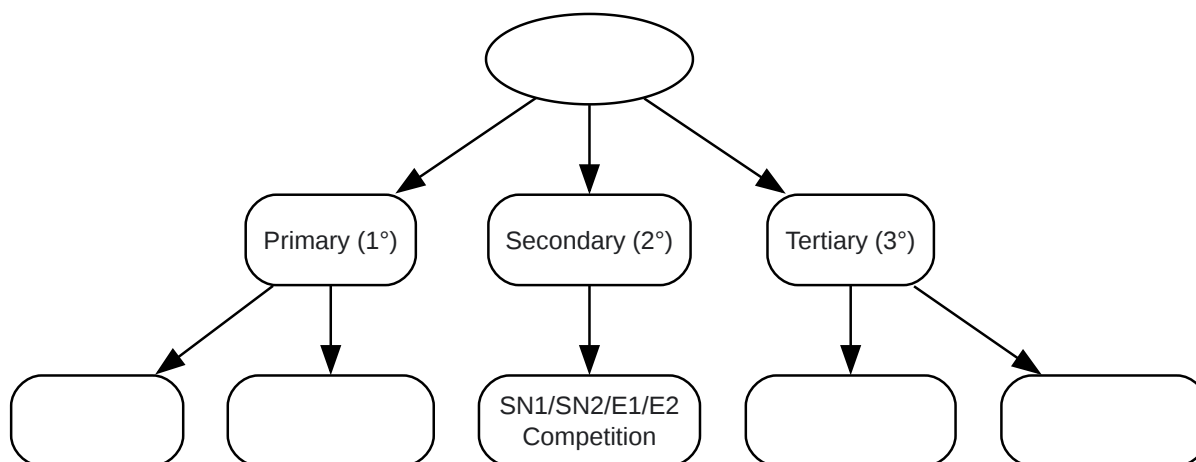 Primary (1°)
Secondary (2°)
Tertiary (3°)
SN1/SN2/E1/E2
Competition